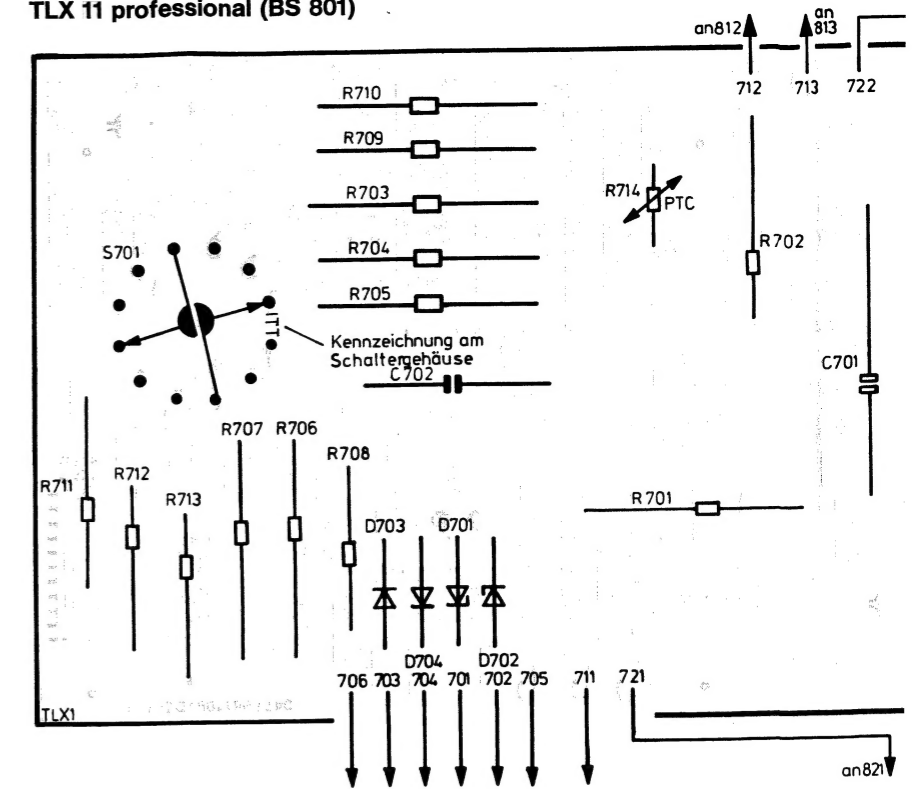 TLX 11 professional (BS 801)
an812
an
813
712
713
722
R710
R709
R703
R714
PTC
R702
S701
R704
R705
ITT
Kennzeichnung am
Schaltergehäuse
C702
C701
R707
R706
R708
R711
R712
R713
R701
D703
D701
D704
D702
706
703
704
701
702
705
711
721
TLX1
an821